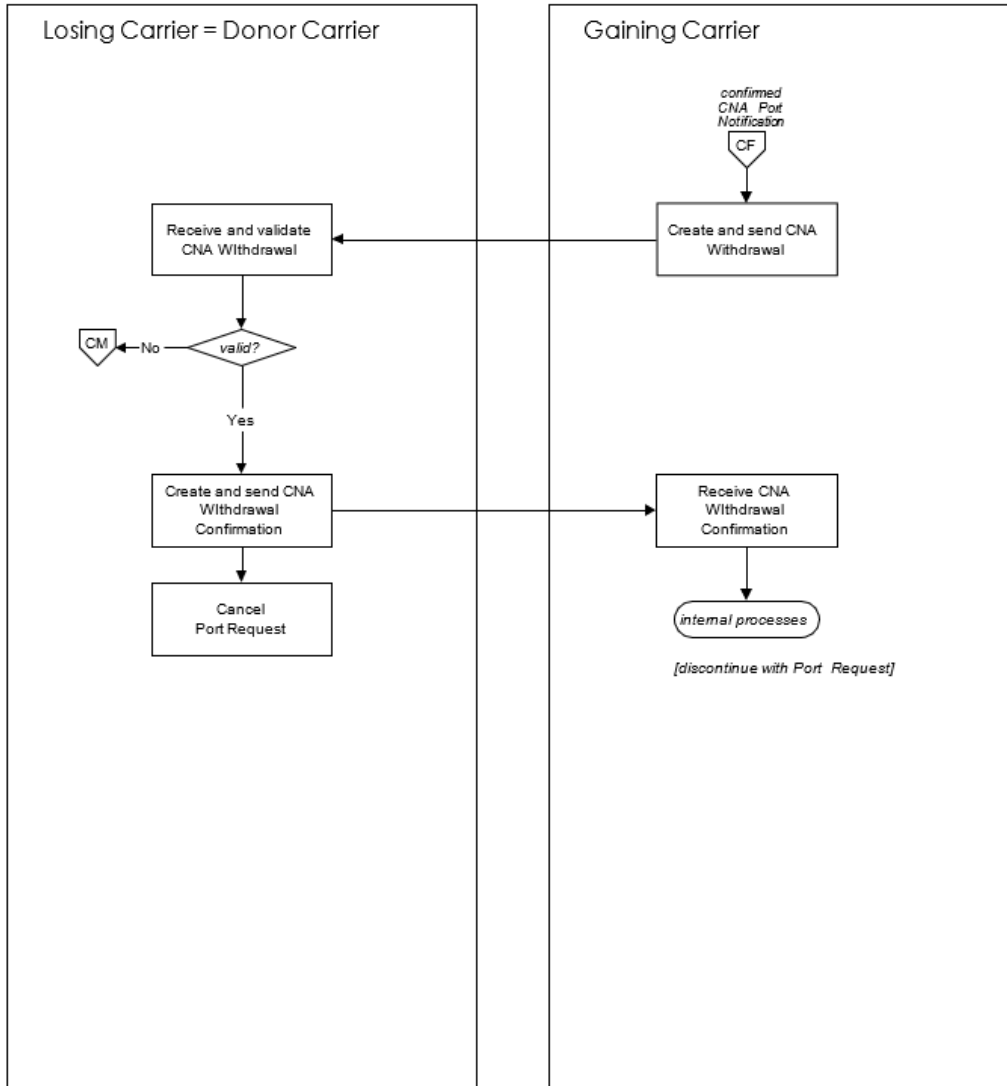 Losing Carrier = Donor Carrier
Gaining Carrier
confirmed
CNA Port
Notification
CF
Receive and validate
CNA WIthdrawal
Create and send CNA
Withdrawal
CM
No
valid?
Yes
Create and send CNA
WIthdrawal
Confirmation
Receive CNA
WIthdrawal
Confirmation
Cancel
Port Request
internal processes
[discontinue with Port Request]